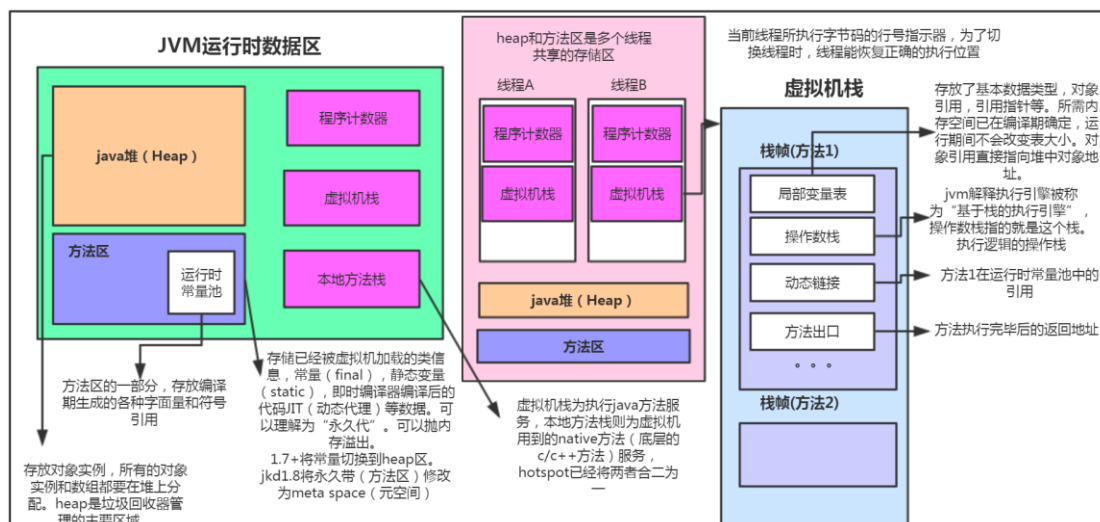 JVM运行时数据区
java堆（Heap）
方法区
运行时
常量池
程序计数器
虚拟机栈
本地方法栈
方法区的一部分，存放编译
期生成的各种字面量和符号
引用
存放对象实例，所有的对象
实例和数组都要在堆上分
配。heap是垃圾回收器管
理的主要区域
存储已经被虚拟机加载的类信
息，常量（final），静态变量
（static），即时编译器编译后的
代码JIT（动态代理）等数据。可
以理解为“永久代”。可以抛内
存溢出。
1.7+将常量切换到heap区。
jkd1.8将永久带（方法区）修改
为meta space（元空间）
heap和方法区是多个线程
共享的存储区
线程A
线程B
程序计数器
程序计数器
虚拟机栈
虚拟机栈
java堆（Heap）
方法区
虚拟机栈为执行java方法服
务，本地方法栈则为虚拟机
用到的native方法（底层的
c/c++方法）服务，
hotspot已经将两者合二为
一
当前线程所执行字节码的行号指示器，为了切
换线程时，线程能恢复正确的执行位置
虚拟机栈
栈帧(方法1)
局部变量表
操作数栈
动态链接
方法出口
。。。
栈帧(方法2)
存放了基本数据类型，对象
引用，引用指针等。所需内
存空间已在编译期确定，运
行期间不会改变表大小。对
象引用直接指向堆中对象地
址。
jvm解释执行引擎被称
为“基于栈的执行引擎”，
操作数栈指的就是这个栈。
执行逻辑的操作栈
方法1在运行时常量池中的
引用
方法执行完毕后的返回地址